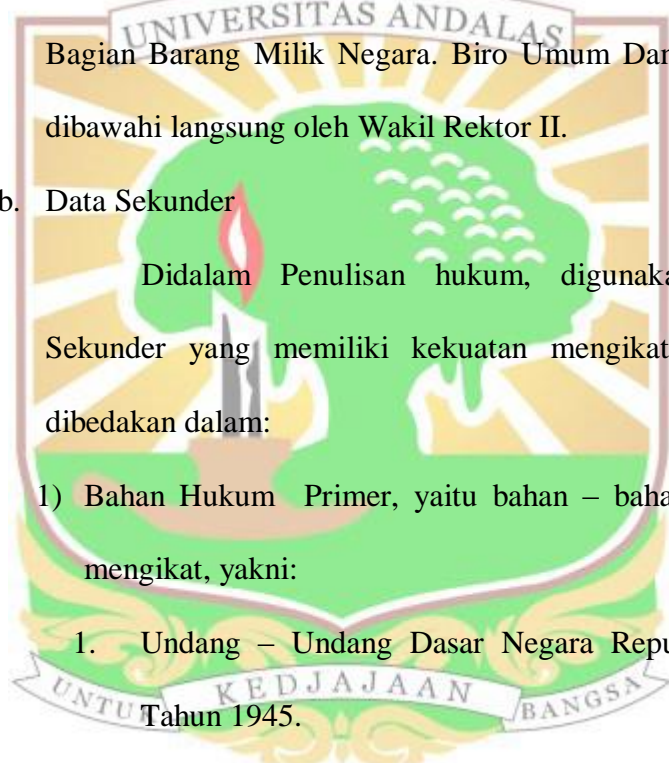 UNIVERSITAS ANDALAS
Bagian Barang Milik Negara. Biro Umum Dan
dibawahi langsung oleh Wakil Rektor II.
b. Data Sekunder
Didalam Penulisan hukum, digunaka
Sekunder yang memiliki kekuatan mengikat
dibedakan dalam:
1) Bahan Hukum Primer, yaitu bahan – baha
mengikat, yakni:
1. Undang – Undang Dasar Negara Repu
Tahun 1945.
UNTUK KEDJAJAAN BANGSA